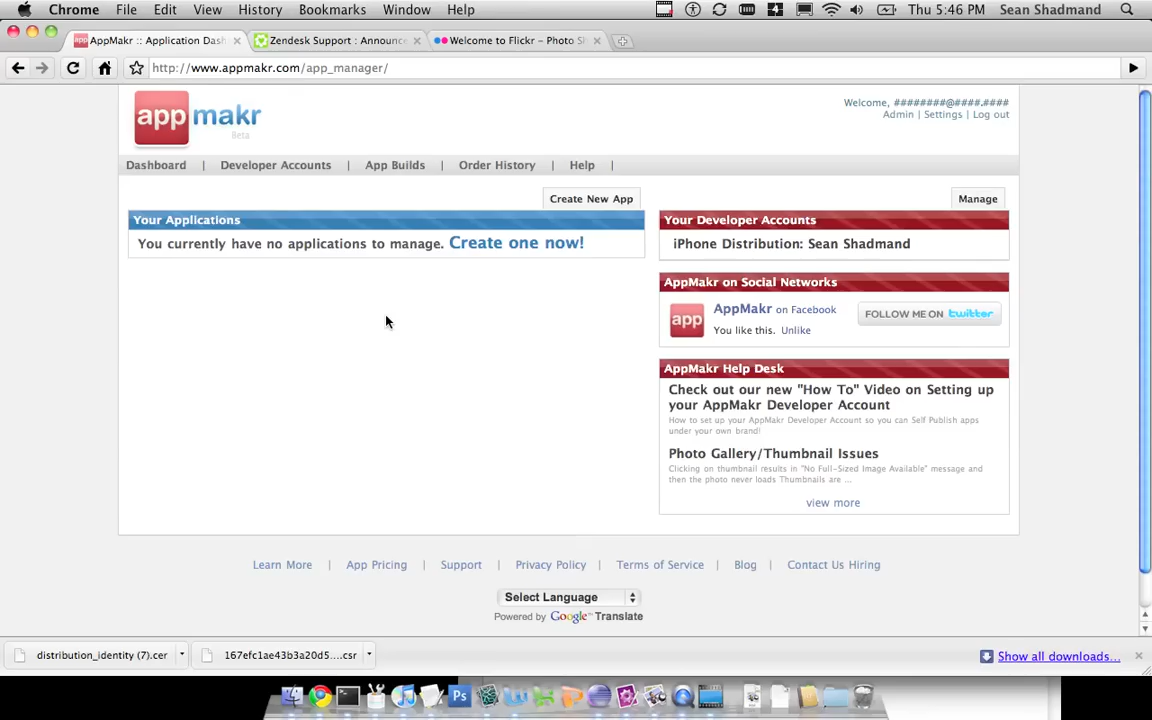 Chrome File Edit View History Bookmarks Window Help 4 Thu 5:46 PM Sean Shadmand
AppMakr :: Application Dash
Zendesk Support : Announc
Welcome to Flickr – Photo S
http://www.appmakr.com/app_manager/
app makr
Beta
Welcome, ########@####.####
Admin | Settings | Log out
Dashboard | Developer Accounts | App Builds | Order History | Help |
Create New App
Manage
Your Applications
You currently have no applications to manage. Create one now!
Your Developer Accounts
iPhone Distribution: Sean Shadmand
AppMakr on Social Networks
app
AppMakr on Facebook
You like this. Unlike
FOLLOW ME ON twitter
AppMakr Help Desk
Check out our new "How To" Video on Setting up
your AppMakr Developer Account
How to set up your AppMakr Developer Account so you can Self Publish apps
under your own brand!
Photo Gallery/Thumbnail Issues
Clicking on thumbnail results in "No Full-Sized Image Available" message and
then the photo never loads Thumbnails are ...
view more
Learn More | App Pricing | Support | Privacy Policy | Terms of Service | Blog | Contact Us Hiring
Select Language
Powered by Google™ Translate
distribution_identity (7).cer
167efc1ae43b3a20d5....csr
Show all downloads...
Ps